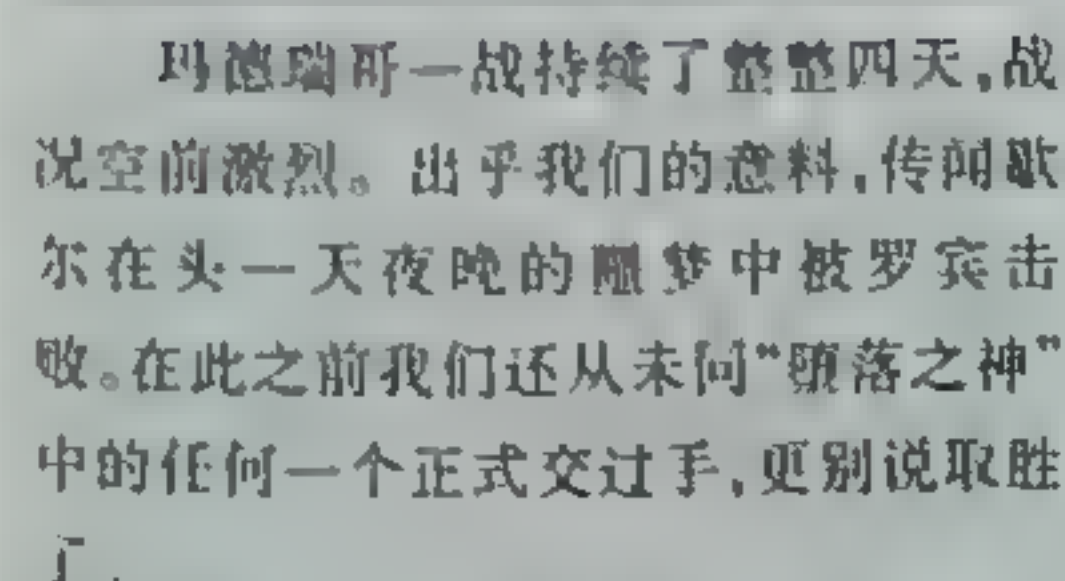 玛德瑞哥一战持续了整整四天,战
况空前激烈。出乎我们的意料,传闻歇
尔在头一天夜晚的噩梦中被罗宾击
败。在此之前我们还从未同“堕落之神”
中的任何一个正式交过手,更别说取胜
了.